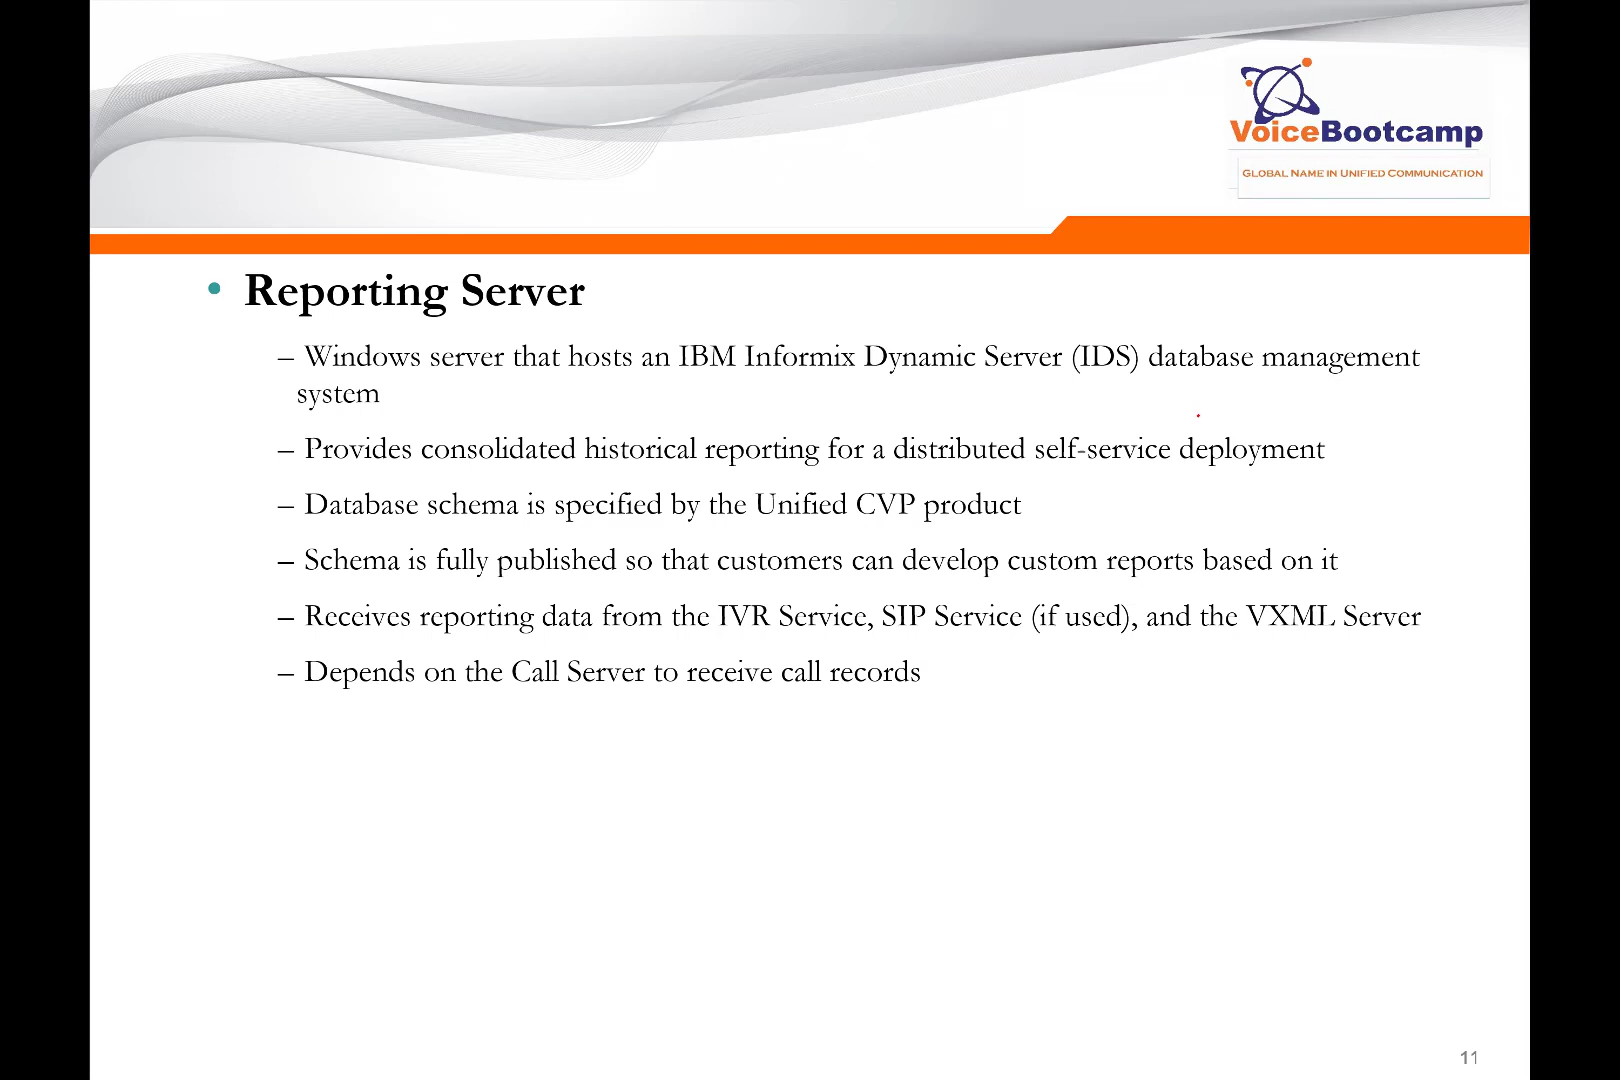 VoiceBootcamp
GLOBAL NAME IN UNIFIED COMMUNICATION
• Reporting Server
– Windows server that hosts an IBM Informix Dynamic Server (IDS) database management
system
– Provides consolidated historical reporting for a distributed self-service deployment
– Database schema is specified by the Unified CVP product
– Schema is fully published so that customers can develop custom reports based on it
– Receives reporting data from the IVR Service, SIP Service (if used), and the VXML Server
– Depends on the Call Server to receive call records
11